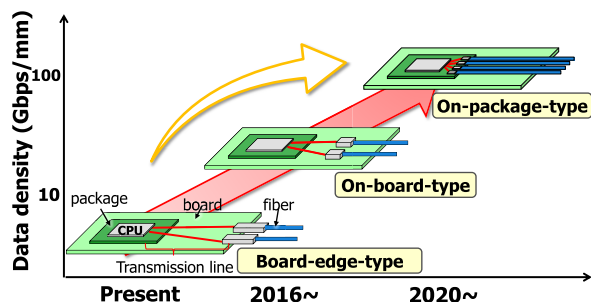 Data density (Gbps/mm)
100
10
On-package-type
On-board-type
package
board
fiber
CPU
Transmission line
Board-edge-type
Present
2016~
2020~